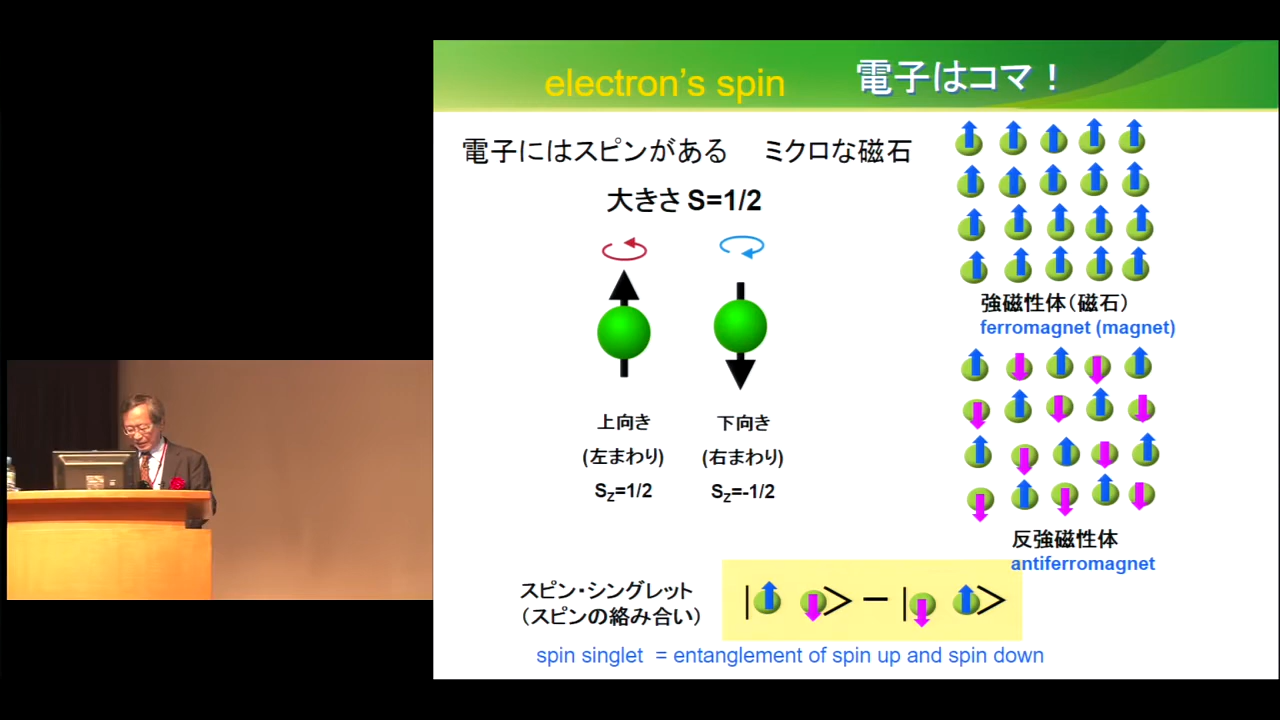 electron's spin 電子はコマ！
電子にはスピンがある ミクロな磁石
大きさ S=1/2
上向き
(左まわり)
SZ=1/2
下向き
(右まわり)
SZ=-1/2
強磁性体（磁石）
ferromagnet (magnet)
反強磁性体
antiferromagnet
スピン・シングレット
（スピンの絡み合い）
| > − | >
spin singlet = entanglement of spin up and spin down